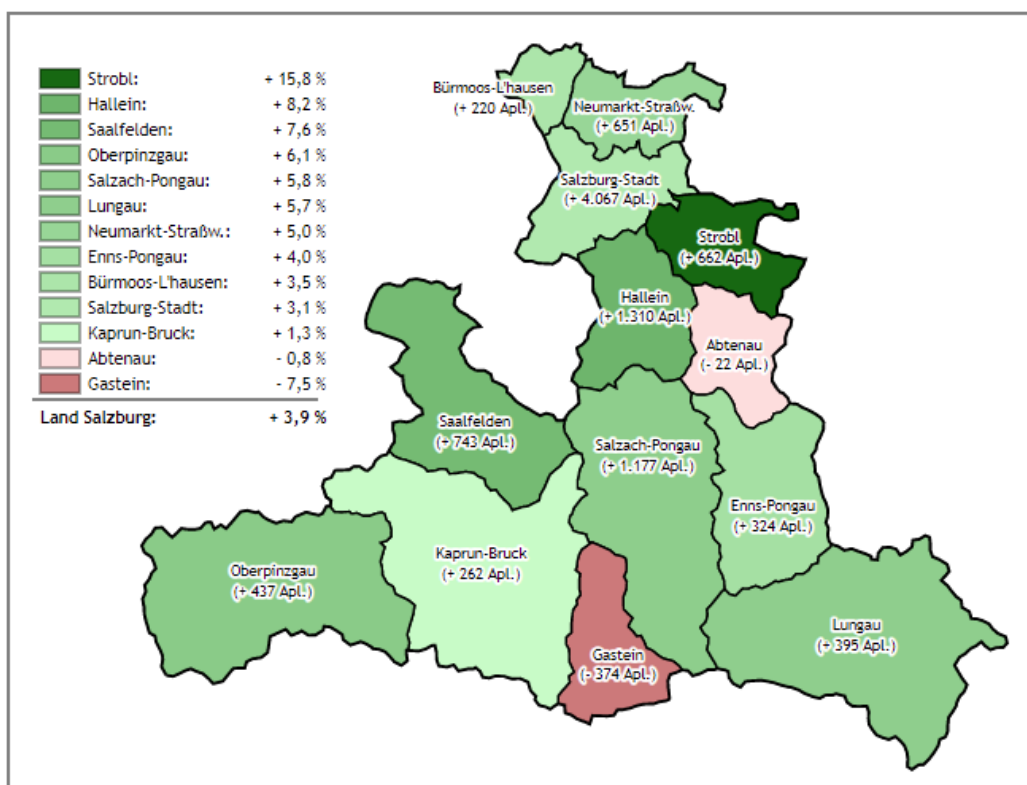 Strobl: + 15,8 %
Hallein: + 8,2 %
Saalfelden: + 7,6 %
Oberpinzgau: + 6,1 %
Salzach-Pongau: + 5,8 %
Lungau: + 5,7 %
Neumarkt-Straßw.: + 5,0 %
Enns-Pongau: + 4,0 %
Bürmoos-L'hausen: + 3,5 %
Salzburg-Stadt: + 3,1 %
Kaprun-Bruck: + 1,3 %
Abtenau: - 0,8 %
Gastein: - 7,5 %
Land Salzburg: + 3,9 %
Bürmoos-L'hausen
(+ 220 Apl.)
Neumarkt-Straßw.
(+ 651 Apl.)
Salzburg-Stadt
(+ 4.067 Apl.)
Strobl
(+ 662 Apl.)
Hallein
(+ 1.310 Apl.)
Abtenau
(- 22 Apl.)
Saalfelden
(+ 743 Apl.)
Salzach-Pongau
(+ 1.177 Apl.)
Enns-Pongau
(+ 324 Apl.)
Kaprun-Bruck
(+ 262 Apl.)
Oberpinzgau
(+ 437 Apl.)
Lungau
(+ 395 Apl.)
Gastein
(- 374 Apl.)